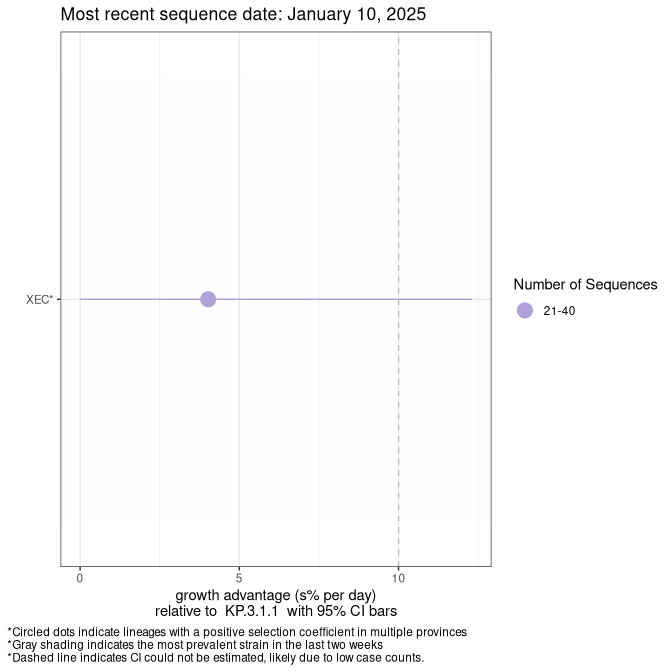 Most recent sequence date: January 10, 2025
XEC*
Number of Sequences
21-40
0 5 10
growth advantage (s% per day)
relative to KP.3.1.1 with 95% CI bars
*Circled dots indicate lineages with a positive selection coefficient in multiple provinces
*Gray shading indicates the most prevalent strain in the last two weeks
*Dashed line indicates CI could not be estimated, likely due to low case counts.